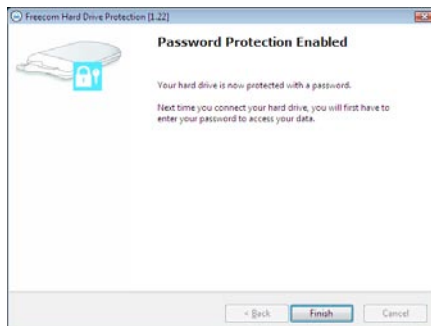 Freecom Hard Drive Protection [1.22]
Password Protection Enabled
Your hard drive is now protected with a password.
Next time you connect your hard drive, you will first have to
enter your password to access your data.
< Back
Finish
Cancel